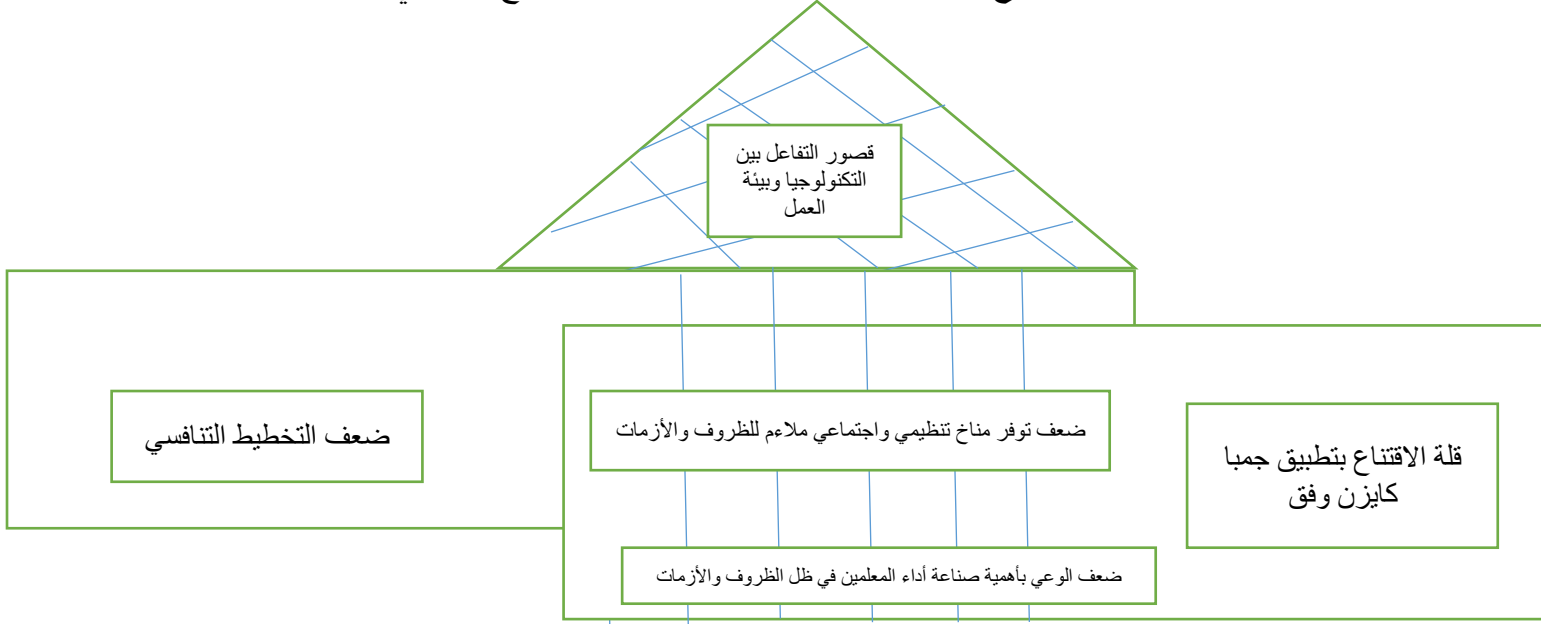 قصور التفاعل بين
التكنولوجيا وبيئة
العمل
قلة الاقتناع بتطبيق جمبا
كايزن وفق
ضعف توفر مناخ تنظيمي واجتماعي ملاءم للظروف والأزمات
ضعف التخطيط التنافسي
ضعف الوعي بأهمية صناعة أداء المعلمين في ظل الظروف والأزمات